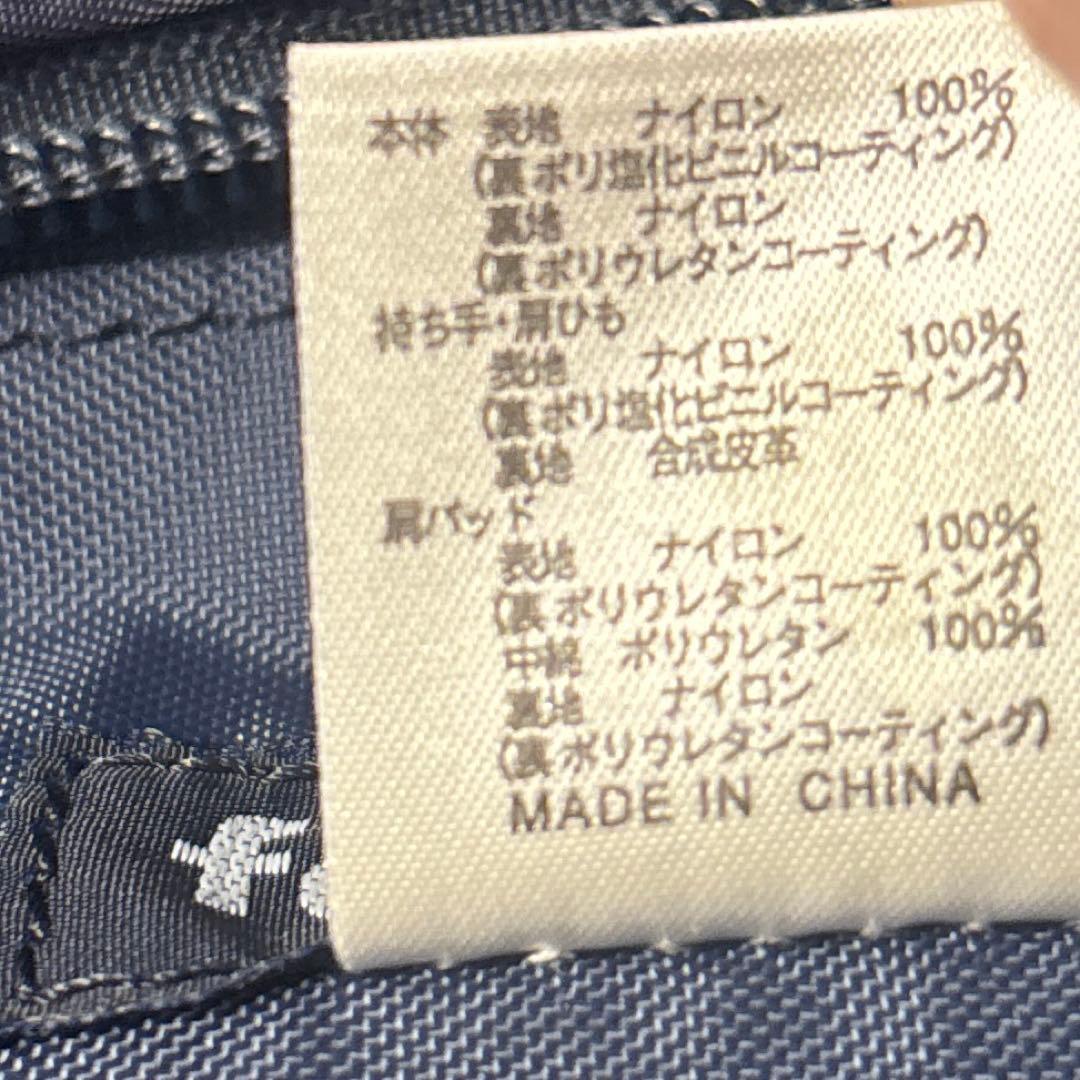 本体 表地 ナイロン 100%
(裏ポリ塩化ビニルコーティング)
裏地 ナイロン
(裏ポリウレタンコーティング)
持ち手・肩ひも
表地 ナイロン 100%
(裏ポリ塩化ビニルコーティング)
裏地 合成皮革
肩パット
表地 ナイロン 100%
(裏ポリウレタンコーティング)
中綿 ポリウレタン 100%
裏地 ナイロン
(裏ポリウレタンコーティング)
MADE IN CHINA